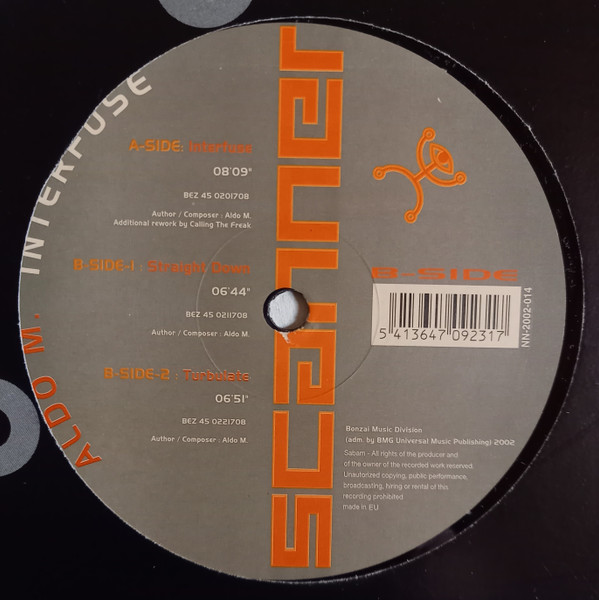 ALDO M. INTERFUSE
A-SIDE: Interfuse
08'09"
BEZ 45 0201708
Author / Composer : Aldo M.
Additional rework by Calling The Freak
B-SIDE-1 : Straight Down
06'44"
BEZ 45 0211708
Author / Composer : Aldo M.
B-SIDE-2 : Turbulate
06'51"
BEZ 45 0221708
Author / Composer : Aldo M.
scanner
B-SIDE
5 413647 092317
NN-2002-014
Bonzai Music Division
(adm. by BMG Universal Music Publishing) 2002
Sabam - All rights of the producer and
of the owner of the recorded work reserved.
Unautorized copying, public performance,
broadcasting, hiring or rental of this
recording prohibited
made in EU